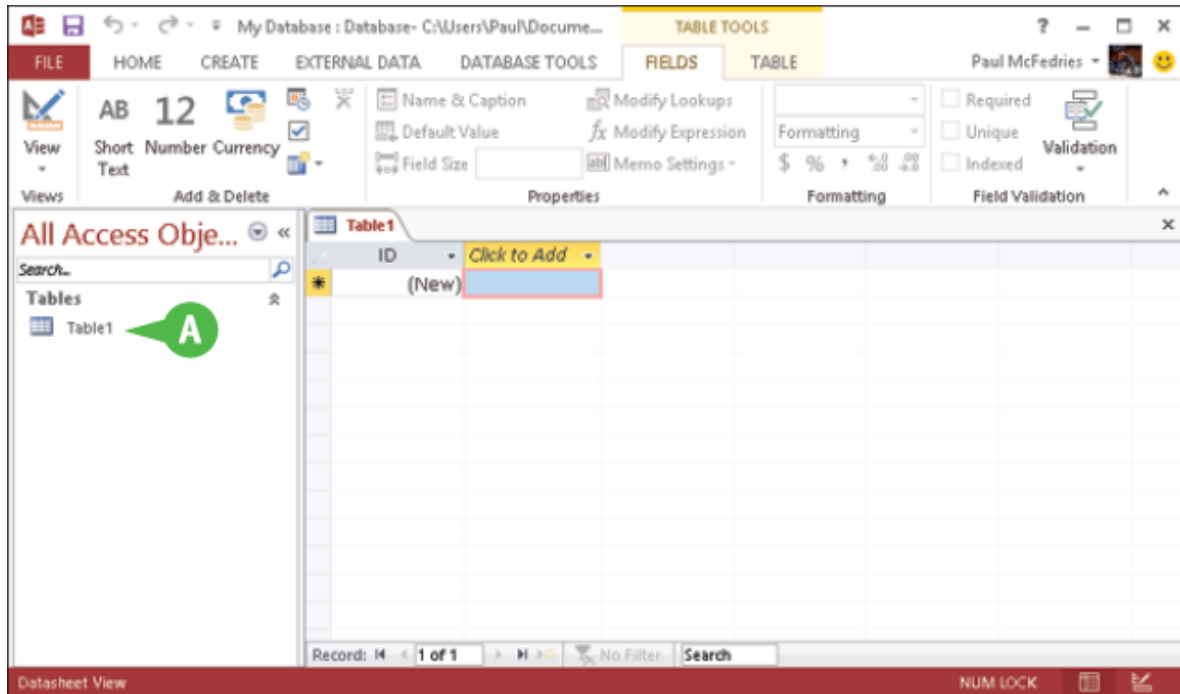 My Database : Database- C:\Users\Paul\Docume...
TABLE TOOLS
?
FILE HOME CREATE EXTERNAL DATA DATABASE TOOLS FIELDS TABLE Paul McFedries
View
AB Short Text
12 Number
Currency
Name & Caption
Default Value
Field Size
Modify Lookups
fx Modify Expression
ab| Memo Settings
Formatting
$ % ,
Required
Unique
Indexed
Validation
Views Add & Delete Properties Formatting Field Validation
All Access Obje... «
Search...
Tables
Table1
A
Table1
ID Click to Add
* (New)
Record: 1 of 1 No Filter Search
Datasheet View NUM LOCK